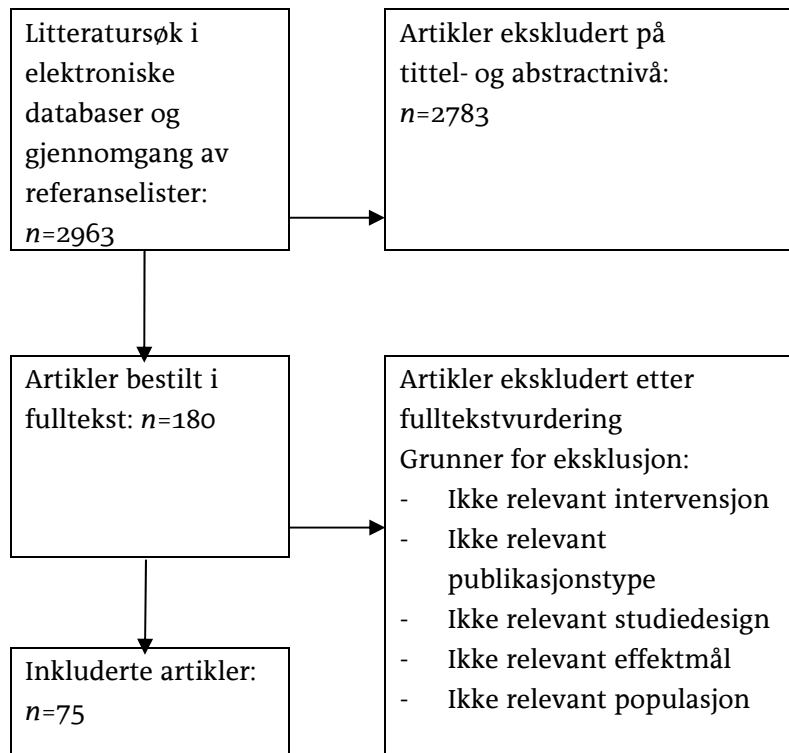 Litteratursøk i
elektroniske
databaser og
gjennomgang av
referanselister:
n=2963
Artikler ekskludert på
tittel- og abstractnivå:
n=2783
Artikler bestilt i
fulltekst: n=180
Artikler ekskludert etter
fulltekstvurdering
Grunner for eksklusjon:
- Ikke relevant intervensjon
- Ikke relevant
publikasjonstype
- Ikke relevant studiedesign
- Ikke relevant effektmål
- Ikke relevant populasjon
Inkluderte artikler:
n=75